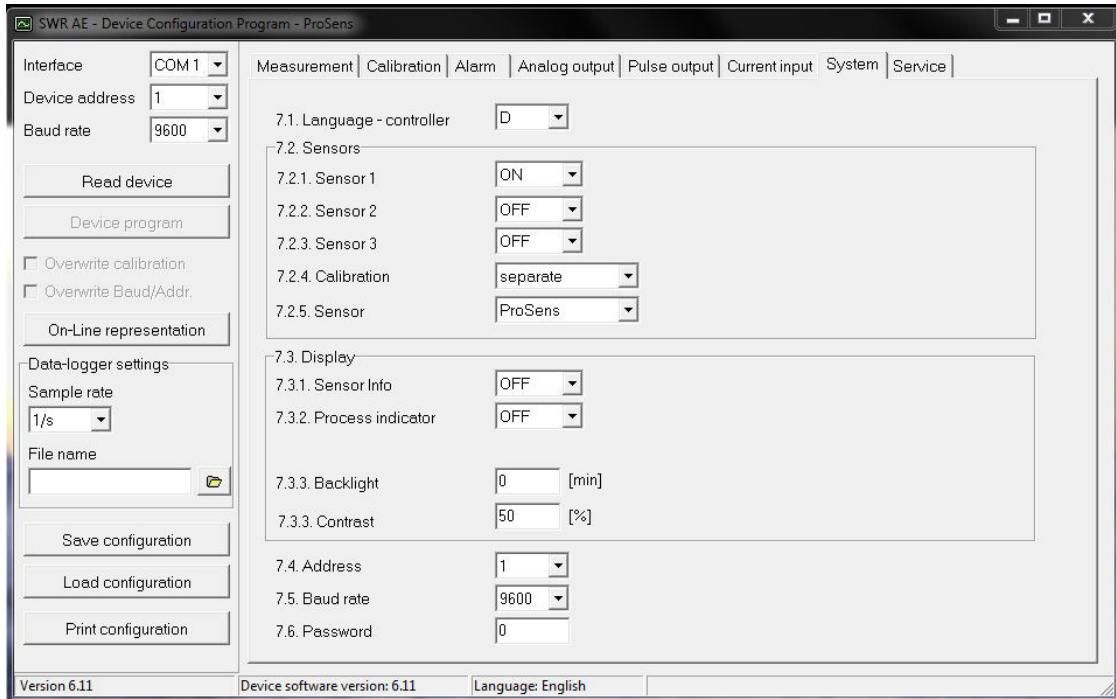 SWR AE - Device Configuration Program - ProSens
Interface COM 1
Device address 1
Baud rate 9600
Read device
Device program
Overwrite calibration
Overwrite Baud/Addr.
On-Line representation
Data-logger settings
Sample rate
1/s
File name
Save configuration
Load configuration
Print configuration
Measurement Calibration Alarm Analog output Pulse output Current input System Service
7.1. Language - controller D
7.2. Sensors
7.2.1. Sensor 1 ON
7.2.2. Sensor 2 OFF
7.2.3. Sensor 3 OFF
7.2.4. Calibration separate
7.2.5. Sensor ProSens
7.3. Display
7.3.1. Sensor Info OFF
7.3.2. Process indicator OFF
7.3.3. Backlight 0 [min]
7.3.3. Contrast 50 [%]
7.4. Address 1
7.5. Baud rate 9600
7.6. Password 0
Version 6.11 Device software version: 6.11 Language: English